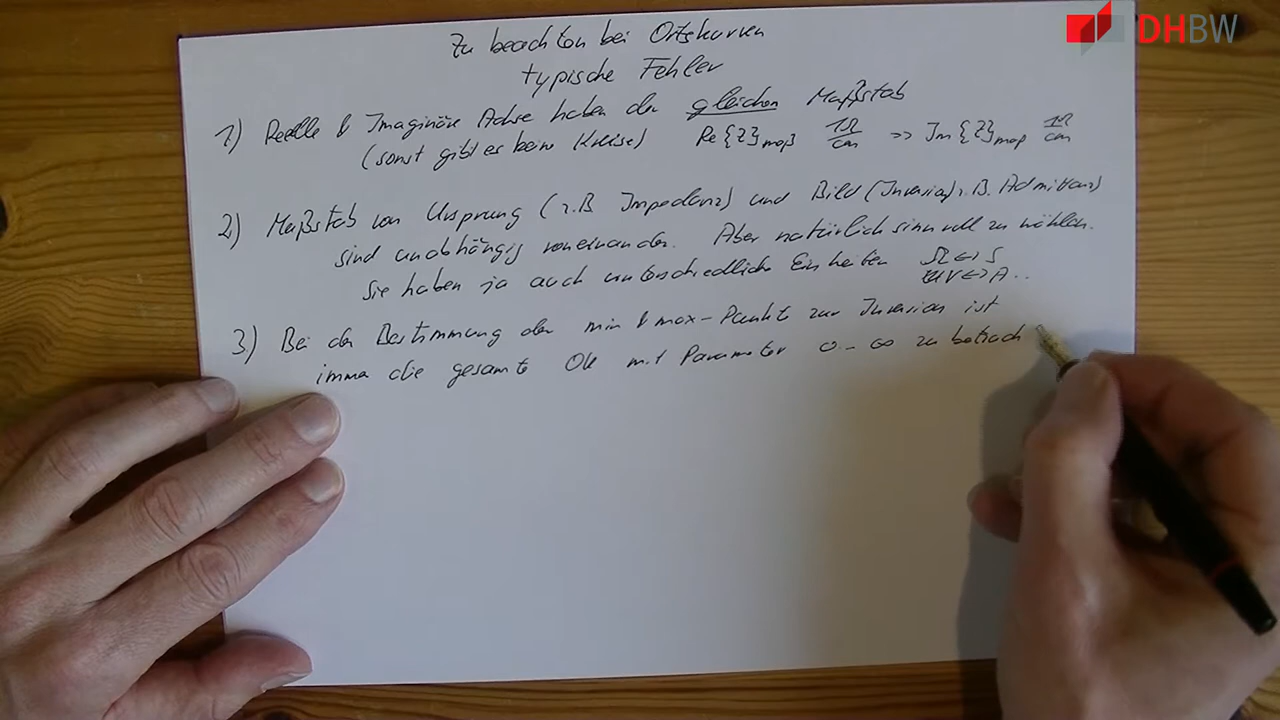 DHBW
Zu beachten bei Ortskurven
typische Fehler
1) Reelle & Imaginäre Achse haben den gleichen Maßstab
(sonst gibt es keine Kreise) Re{Z}maß 1Ω/cm => Im{Z}maß 1Ω/cm
2) Maßstab von Ursprung (z.B Impedanz) und Bild (Inversion) z.B. Admittanz)
sind unabhängig voneinander. Aber natürlich sinnvoll zu wählen.
Sie haben ja auch unterschiedliche Einheiten Ω<=>S
V<=>A..
3) Bei der Bestimmung der min & max-Punkte zur Inversion ist
immer die gesamte OK mit Parameter 0-∞ zu betrach